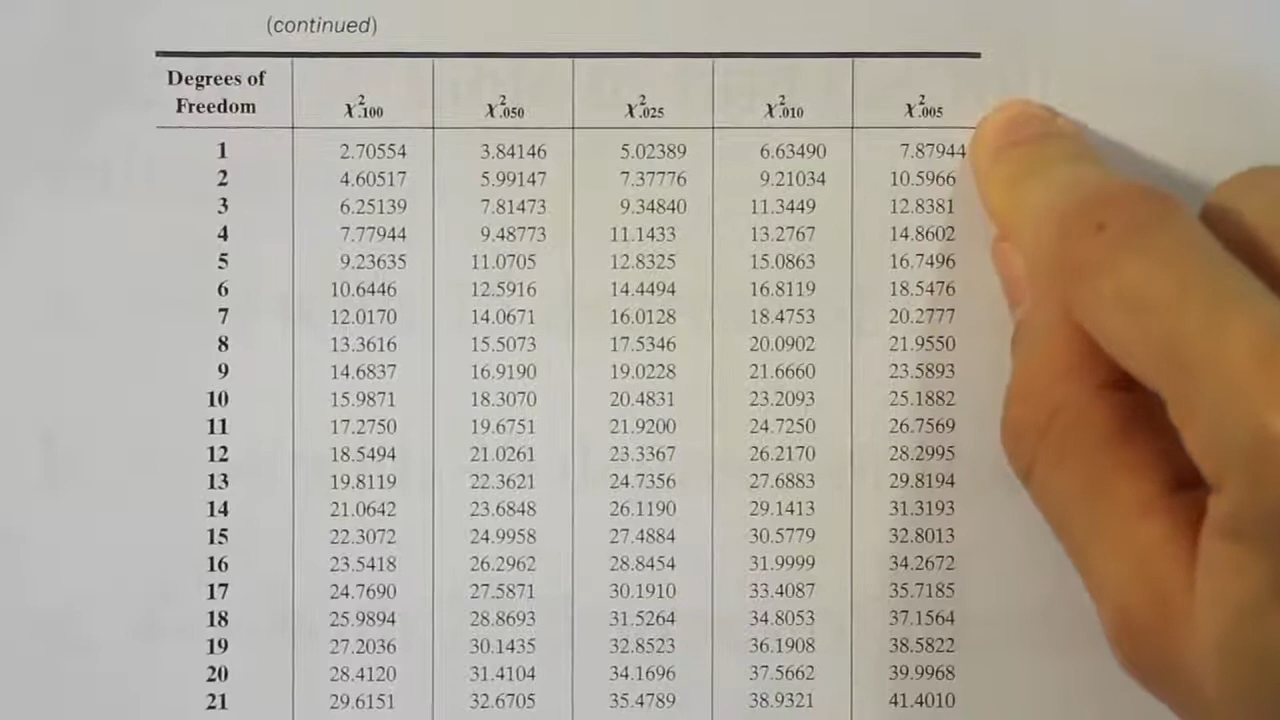 (continued)
Degrees of
Freedom χ².100 χ².050 χ².025 χ².010 χ².005
1 2.70554 3.84146 5.02389 6.63490 7.87944
2 4.60517 5.99147 7.37776 9.21034 10.5966
3 6.25139 7.81473 9.34840 11.3449 12.8381
4 7.77944 9.48773 11.1433 13.2767 14.8602
5 9.23635 11.0705 12.8325 15.0863 16.7496
6 10.6446 12.5916 14.4494 16.8119 18.5476
7 12.0170 14.0671 16.0128 18.4753 20.2777
8 13.3616 15.5073 17.5346 20.0902 21.9550
9 14.6837 16.9190 19.0228 21.6660 23.5893
10 15.9871 18.3070 20.4831 23.2093 25.1882
11 17.2750 19.6751 21.9200 24.7250 26.7569
12 18.5494 21.0261 23.3367 26.2170 28.2995
13 19.8119 22.3621 24.7356 27.6883 29.8194
14 21.0642 23.6848 26.1190 29.1413 31.3193
15 22.3072 24.9958 27.4884 30.5779 32.8013
16 23.5418 26.2962 28.8454 31.9999 34.2672
17 24.7690 27.5871 30.1910 33.4087 35.7185
18 25.9894 28.8693 31.5264 34.8053 37.1564
19 27.2036 30.1435 32.8523 36.1908 38.5822
20 28.4120 31.4104 34.1696 37.5662 39.9968
21 29.6151 32.6705 35.4789 38.9321 41.4010